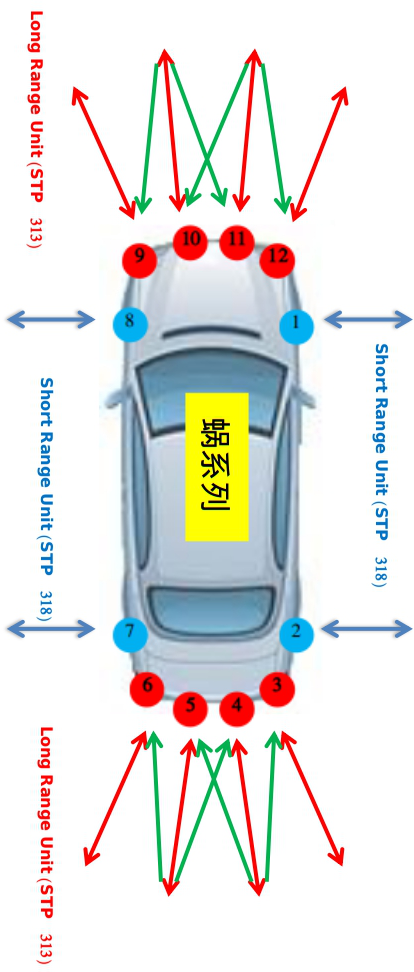 Long Range Unit (STP 313)
9
10
11
12
8
1
Short Range Unit (STP 318)
Short Range Unit (STP 318)
蜗系列
7
2
6
5
4
3
Long Range Unit (STP 313)